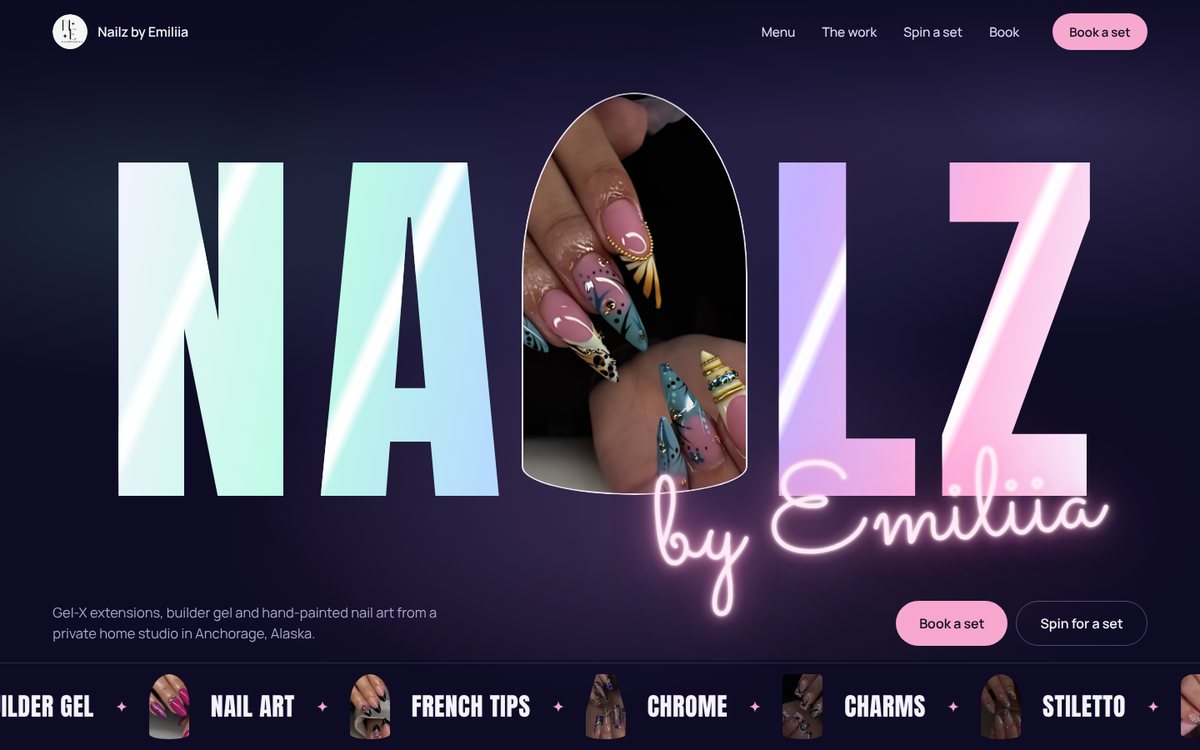 Nailz by Emiliia
Menu
The work
Spin a set
Book
Book a set
NA LZ
by Emiliia
Gel-X extensions, builder gel and hand-painted nail art from a
private home studio in Anchorage, Alaska.
Book a set
Spin for a set
ILDER GEL
NAIL ART
FRENCH TIPS
CHROME
CHARMS
STILETTO